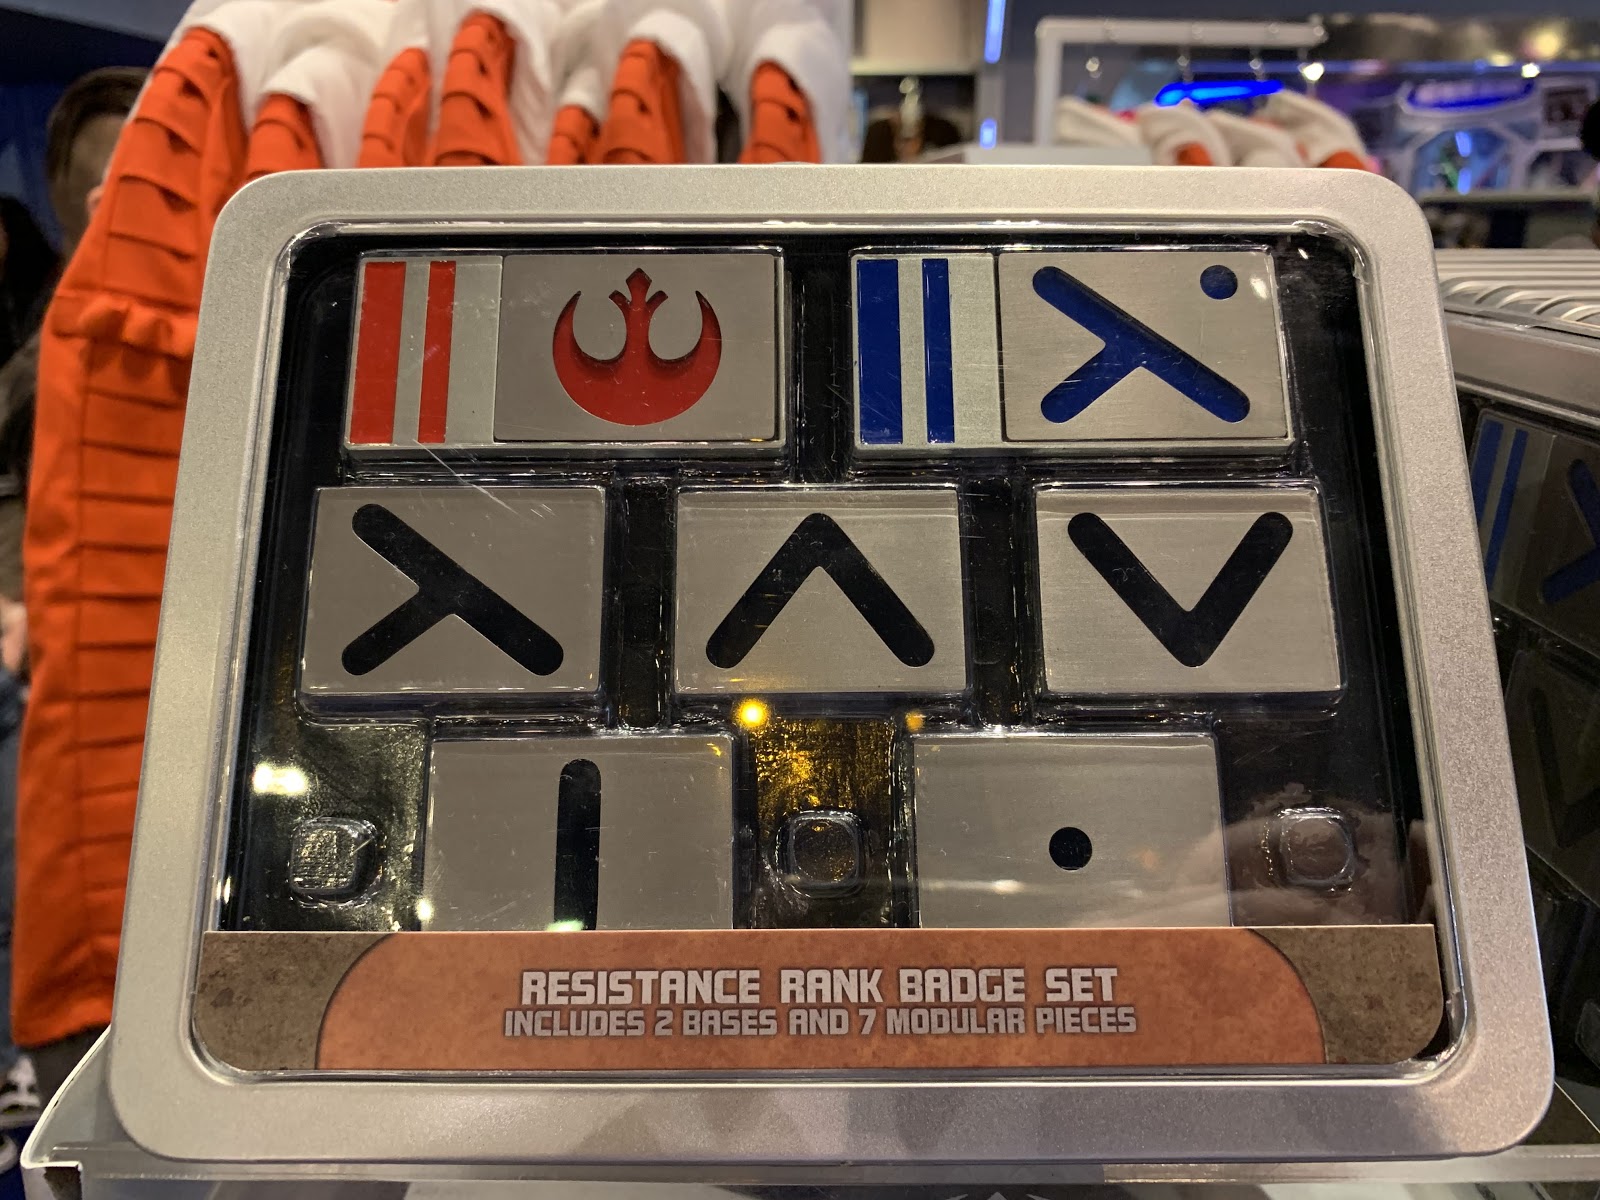 RESISTANCE RANK BADGE SET
INCLUDES 2 BASES AND 7 MODULAR PIECES